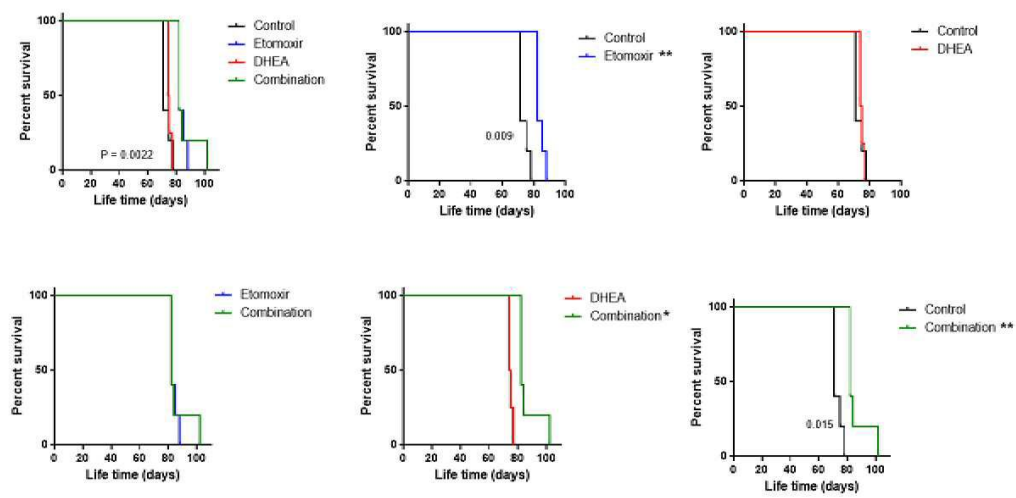 Percent survival
100
50
0
0 20 40 60 80 100
Life time (days)
P = 0.0022
Control
Etomoxir
DHEA
Combination
Percent survival
100
50
0
0 20 40 60 80 100
Life time (days)
0.009
Control
Etomoxir **
Percent survival
100
50
0
0 20 40 60 80 100
Life time (days)
Control
DHEA
Percent survival
100
50
0
0 20 40 60 80 100
Life time (days)
Etomoxir
Combination
Percent survival
100
50
0
0 20 40 60 80 100
Life time (days)
DHEA
Combination*
Percent survival
100
50
0
0 20 40 60 80 100
Life time (days)
0.015
Control
Combination **